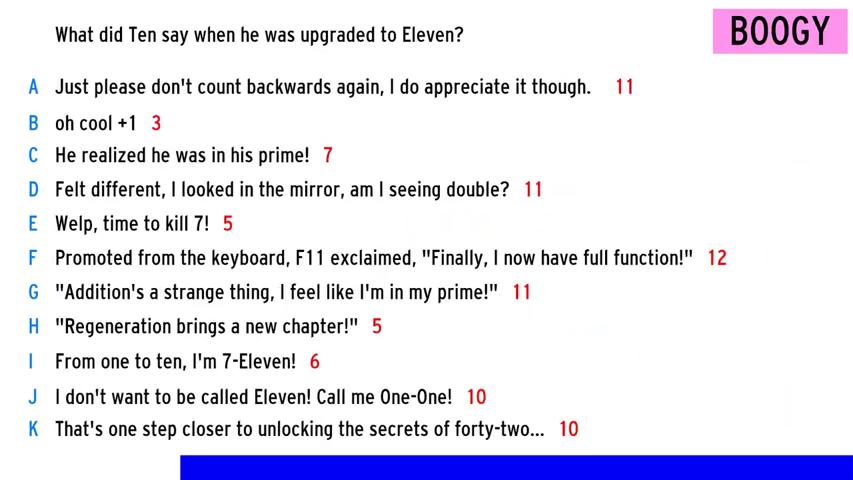 What did Ten say when he was upgraded to Eleven?
BOOGY
A Just please don't count backwards again, I do appreciate it though. 11
B oh cool +1 3
C He realized he was in his prime! 7
D Felt different, I looked in the mirror, am I seeing double? 11
E Welp, time to kill 7! 5
F Promoted from the keyboard, F11 exclaimed, "Finally, I now have full function!" 12
G "Addition's a strange thing, I feel like I'm in my prime!" 11
H "Regeneration brings a new chapter!" 5
I From one to ten, I'm 7-Eleven! 6
J I don't want to be called Eleven! Call me One-One! 10
K That's one step closer to unlocking the secrets of forty-two... 10